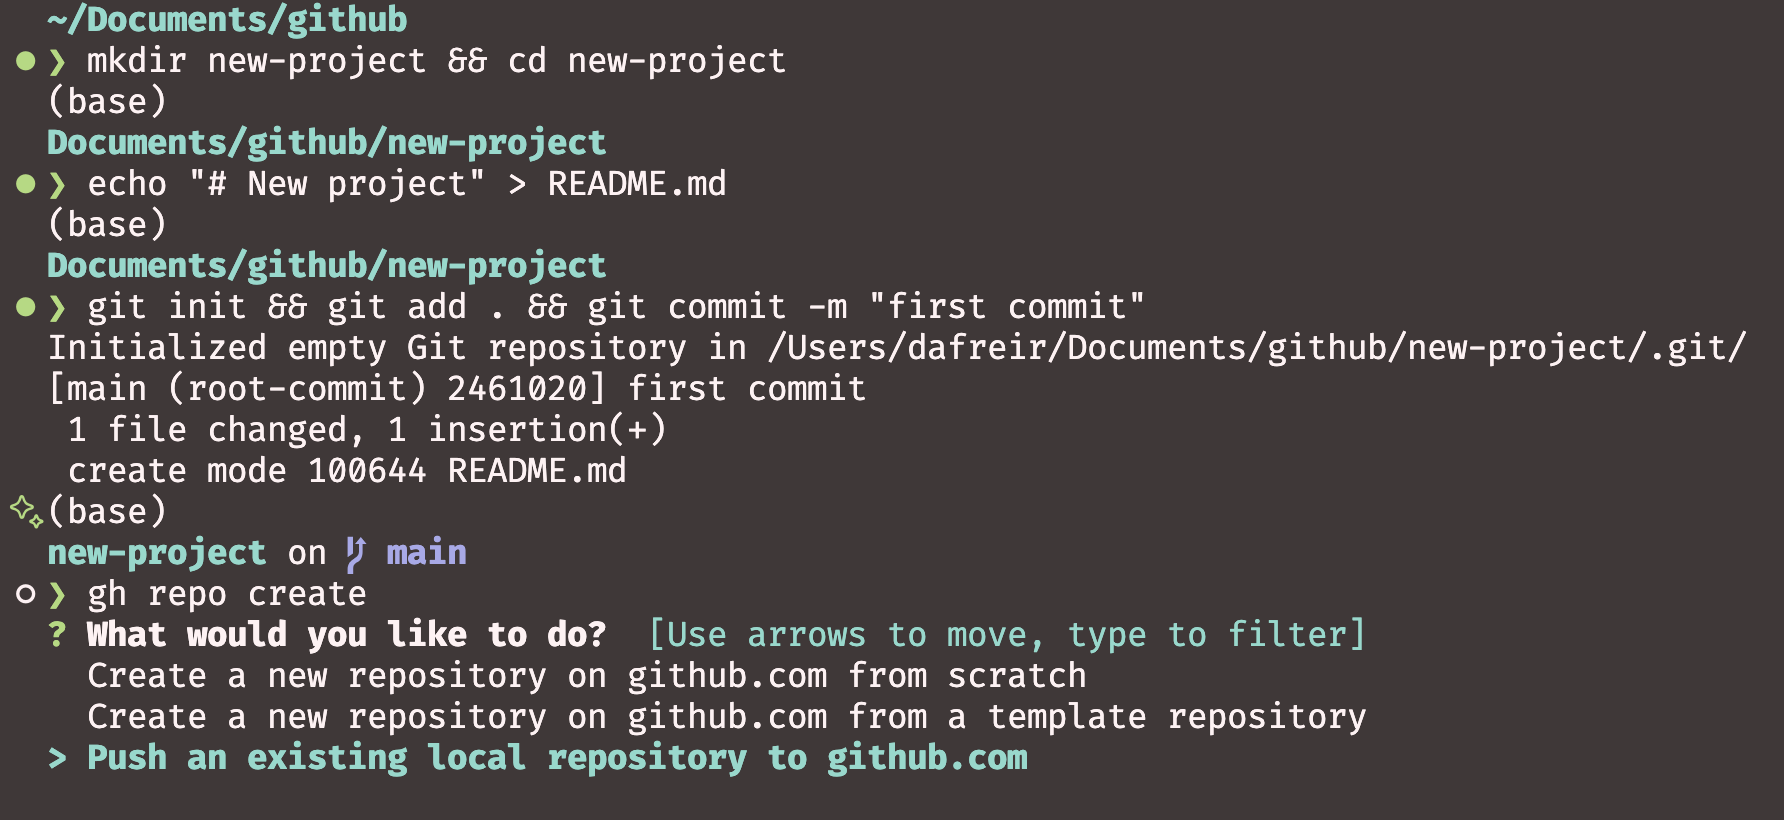 ~/Documents/github
❯ mkdir new-project && cd new-project
(base)
Documents/github/new-project
❯ echo "# New project" > README.md
(base)
Documents/github/new-project
❯ git init && git add . && git commit -m "first commit"
Initialized empty Git repository in /Users/dafreir/Documents/github/new-project/.git/
[main (root-commit) 2461020] first commit
 1 file changed, 1 insertion(+)
 create mode 100644 README.md
(base)
new-project on main
❯ gh repo create
? What would you like to do?  [Use arrows to move, type to filter]
  Create a new repository on github.com from scratch
  Create a new repository on github.com from a template repository
> Push an existing local repository to github.com